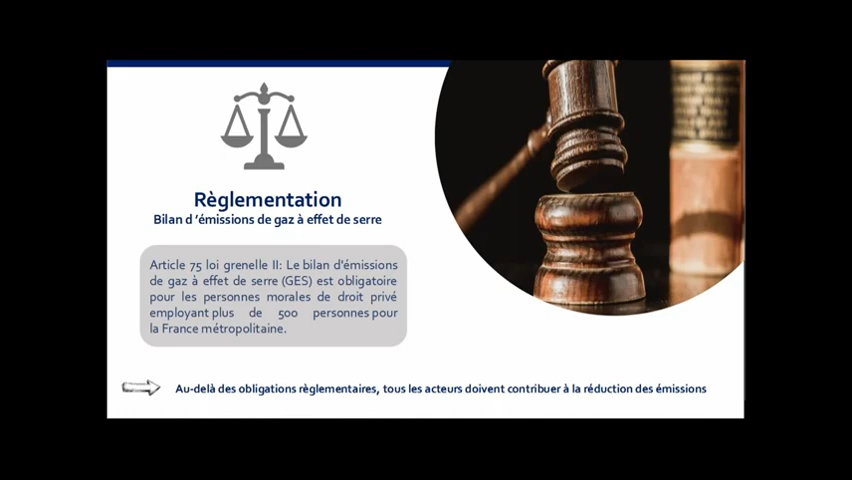 Règlementation
Bilan d ’émissions de gaz à effet de serre
Article 75 loi grenelle II: Le bilan d'émissions
de gaz à effet de serre (GES) est obligatoire
pour les personnes morales de droit privé
employant plus de 500 personnes pour
la France métropolitaine.
Au-delà des obligations règlementaires, tous les acteurs doivent contribuer à la réduction des émissions